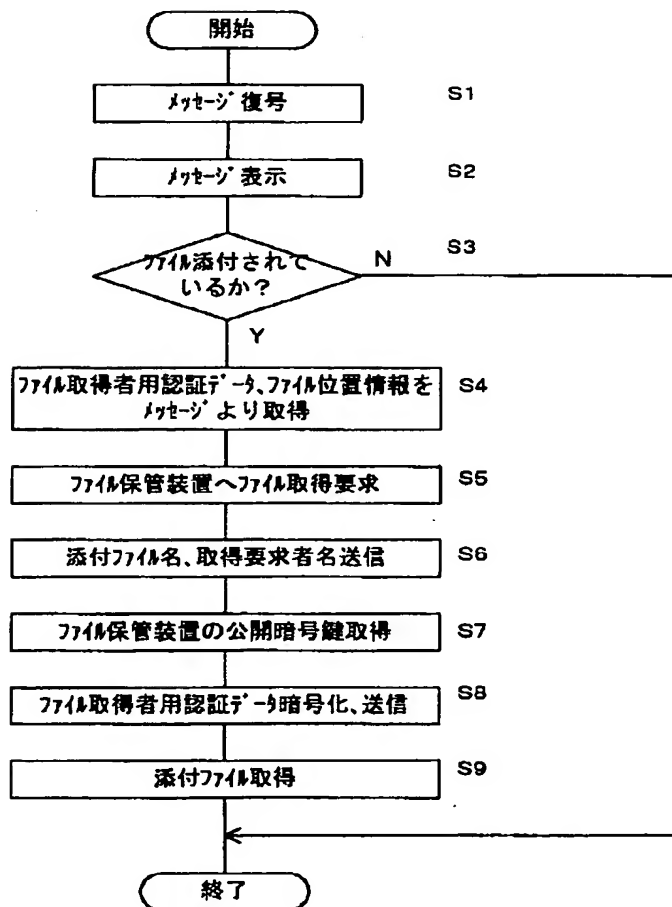 開始
ﾒｯｾｰｼﾞ復号
S1
ﾒｯｾｰｼﾞ表示
S2
ﾌｧｲﾙ添付されて
いるか？
N
S3
Y
ﾌｧｲﾙ取得者用認証ﾃﾞｰﾀ、ﾌｧｲﾙ位置情報を
ﾒｯｾｰｼﾞより取得
S4
ﾌｧｲﾙ保管装置へﾌｧｲﾙ取得要求
S5
添付ﾌｧｲﾙ名、取得要求者名送信
S6
ﾌｧｲﾙ保管装置の公開暗号鍵取得
S7
ﾌｧｲﾙ取得者用認証ﾃﾞｰﾀ暗号化、送信
S8
添付ﾌｧｲﾙ取得
S9
終了